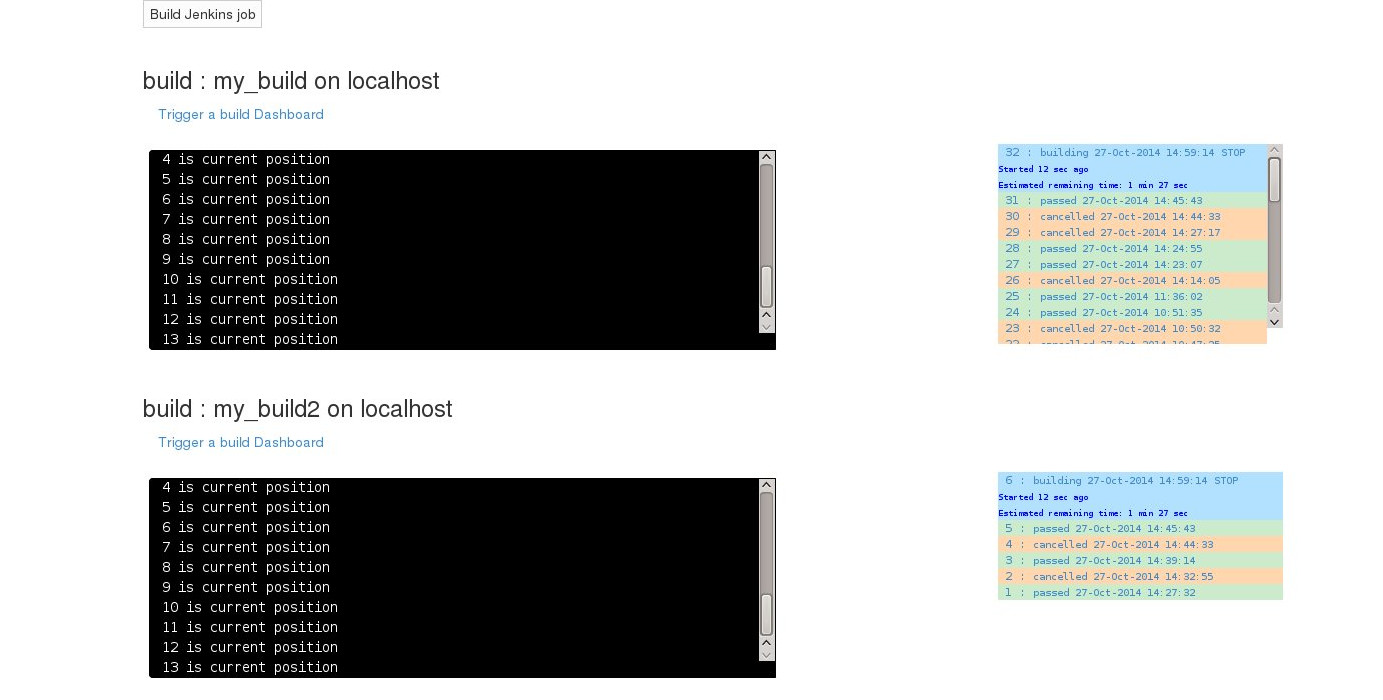 Build Jenkins job
build : my_build on localhost
Trigger a build Dashboard
4 is current position
5 is current position
6 is current position
7 is current position
8 is current position
9 is current position
10 is current position
11 is current position
12 is current position
13 is current position
32 : building 27-Oct-2014 14:59:14 STOP
Started 12 sec ago
Estimated remaining time: 1 min 27 sec
31 : passed 27-Oct-2014 14:45:43
30 : cancelled 27-Oct-2014 14:44:33
29 : cancelled 27-Oct-2014 14:27:17
28 : passed 27-Oct-2014 14:24:55
27 : passed 27-Oct-2014 14:23:07
26 : cancelled 27-Oct-2014 14:14:05
25 : passed 27-Oct-2014 11:36:02
24 : passed 27-Oct-2014 10:51:35
23 : cancelled 27-Oct-2014 10:50:32
build : my_build2 on localhost
Trigger a build Dashboard
4 is current position
5 is current position
6 is current position
7 is current position
8 is current position
9 is current position
10 is current position
11 is current position
12 is current position
13 is current position
6 : building 27-Oct-2014 14:59:14 STOP
Started 12 sec ago
Estimated remaining time: 1 min 27 sec
5 : passed 27-Oct-2014 14:45:43
4 : cancelled 27-Oct-2014 14:44:33
3 : passed 27-Oct-2014 14:39:14
2 : cancelled 27-Oct-2014 14:32:55
1 : passed 27-Oct-2014 14:27:32